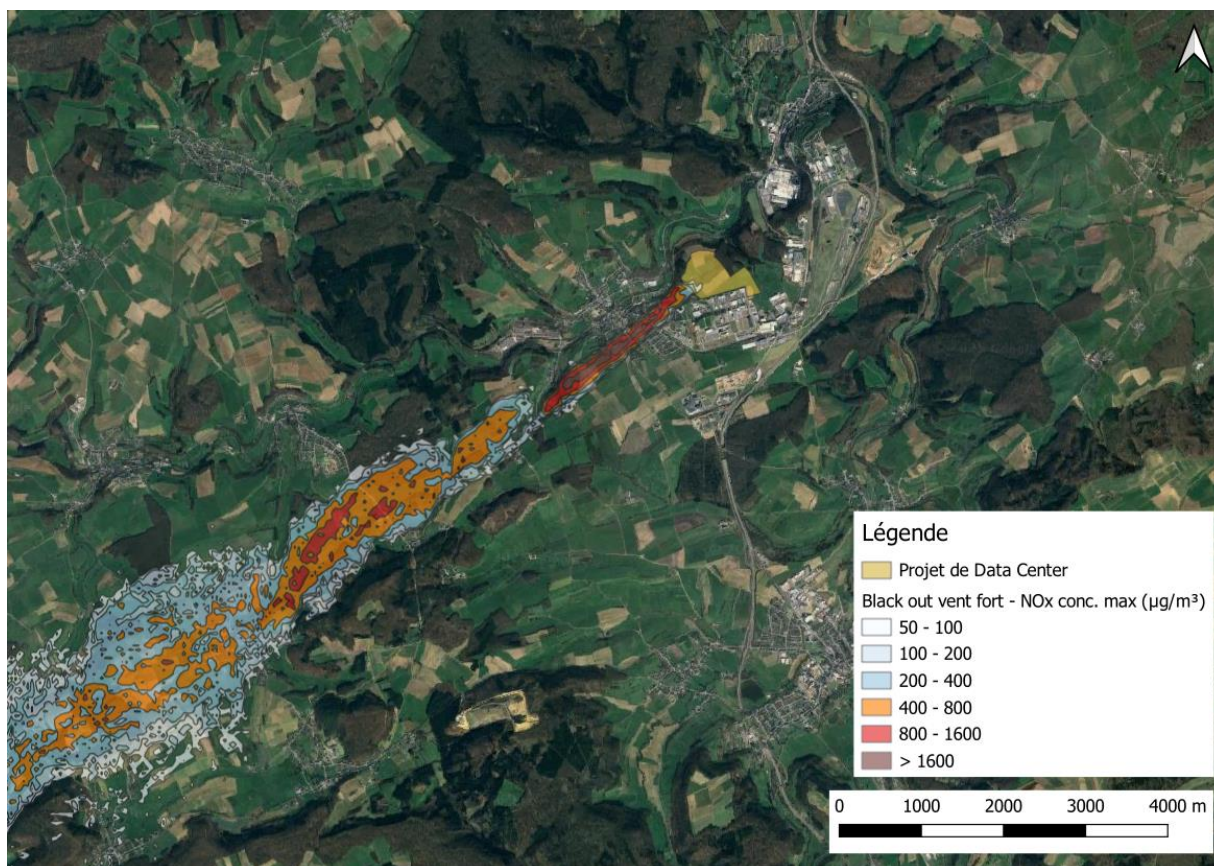 Légende
Projet de Data Center
Black out vent fort - NOx conc. max (µg/m³)
50 - 100
100 - 200
200 - 400
400 - 800
800 - 1600
> 1600
0 1000 2000 3000 4000 m